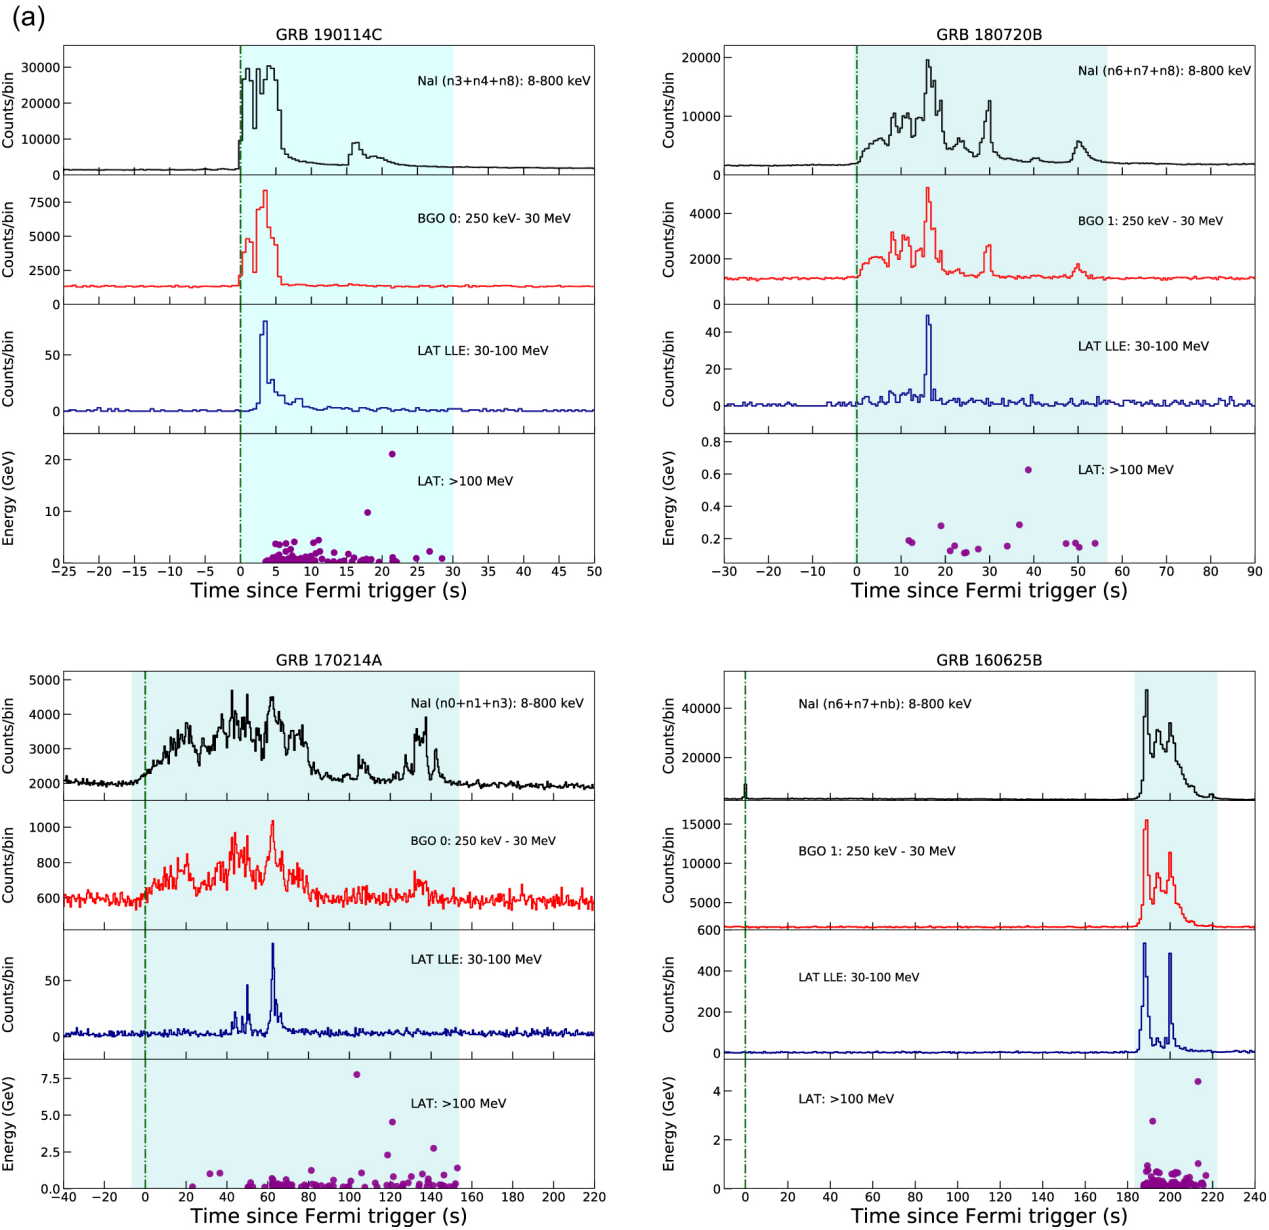 (a)
GRB 190114C
Counts/bin
30000
20000
10000
0
NaI (n3+n4+n8): 8-800 keV
Counts/bin
7500
5000
2500
0
BGO 0: 250 keV- 30 MeV
Counts/bin
50
0
LAT LLE: 30-100 MeV
Energy (GeV)
20
10
0
LAT: >100 MeV
−25 −20 −15 −10 −5 0 5 10 15 20 25 30 35 40 45 50
Time since Fermi trigger (s)
GRB 180720B
Counts/bin
20000
10000
0
NaI (n6+n7+n8): 8-800 keV
Counts/bin
4000
2000
0
BGO 1: 250 keV - 30 MeV
Counts/bin
40
20
0
LAT LLE: 30-100 MeV
Energy (GeV)
0.8
0.6
0.4
0.2
LAT: >100 MeV
−30 −20 −10 0 10 20 30 40 50 60 70 80 90
Time since Fermi trigger (s)
GRB 170214A
Counts/bin
5000
4000
3000
2000
NaI (n0+n1+n3): 8-800 keV
Counts/bin
1000
800
600
BGO 0: 250 keV - 30 MeV
Counts/bin
50
0
LAT LLE: 30-100 MeV
Energy (GeV)
7.5
5.0
2.5
0.0
LAT: >100 MeV
−40 −20 0 20 40 60 80 100 120 140 160 180 200 220
Time since Fermi trigger (s)
GRB 160625B
Counts/bin
40000
20000
NaI (n6+n7+nb): 8-800 keV
Counts/bin
15000
10000
5000
BGO 1: 250 keV - 30 MeV
Counts/bin
600
400
200
0
LAT LLE: 30-100 MeV
Energy (GeV)
4
2
0
LAT: >100 MeV
0 20 40 60 80 100 120 140 160 180 200 220 240
Time since Fermi trigger (s)